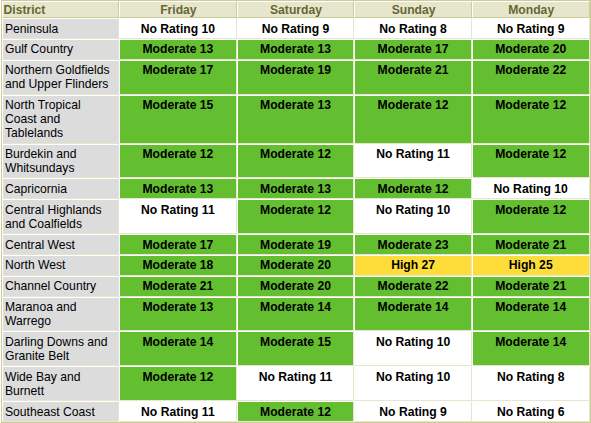 District Friday Saturday Sunday Monday
Peninsula No Rating 10 No Rating 9 No Rating 8 No Rating 9
Gulf Country Moderate 13 Moderate 13 Moderate 17 Moderate 20
Northern Goldfields Moderate 17 Moderate 19 Moderate 21 Moderate 22
and Upper Flinders
North Tropical Moderate 15 Moderate 13 Moderate 12 Moderate 12
Coast and
Tablelands
Burdekin and Moderate 12 Moderate 12 No Rating 11 Moderate 12
Whitsundays
Capricornia Moderate 13 Moderate 13 Moderate 12 No Rating 10
Central Highlands No Rating 11 Moderate 12 No Rating 10 Moderate 12
and Coalfields
Central West Moderate 17 Moderate 19 Moderate 23 Moderate 21
North West Moderate 18 Moderate 20 High 27 High 25
Channel Country Moderate 21 Moderate 20 Moderate 22 Moderate 21
Maranoa and Moderate 13 Moderate 14 Moderate 14 Moderate 14
Warrego
Darling Downs and Moderate 14 Moderate 15 No Rating 10 Moderate 14
Granite Belt
Wide Bay and Moderate 12 No Rating 11 No Rating 10 No Rating 8
Burnett
Southeast Coast No Rating 11 Moderate 12 No Rating 9 No Rating 6